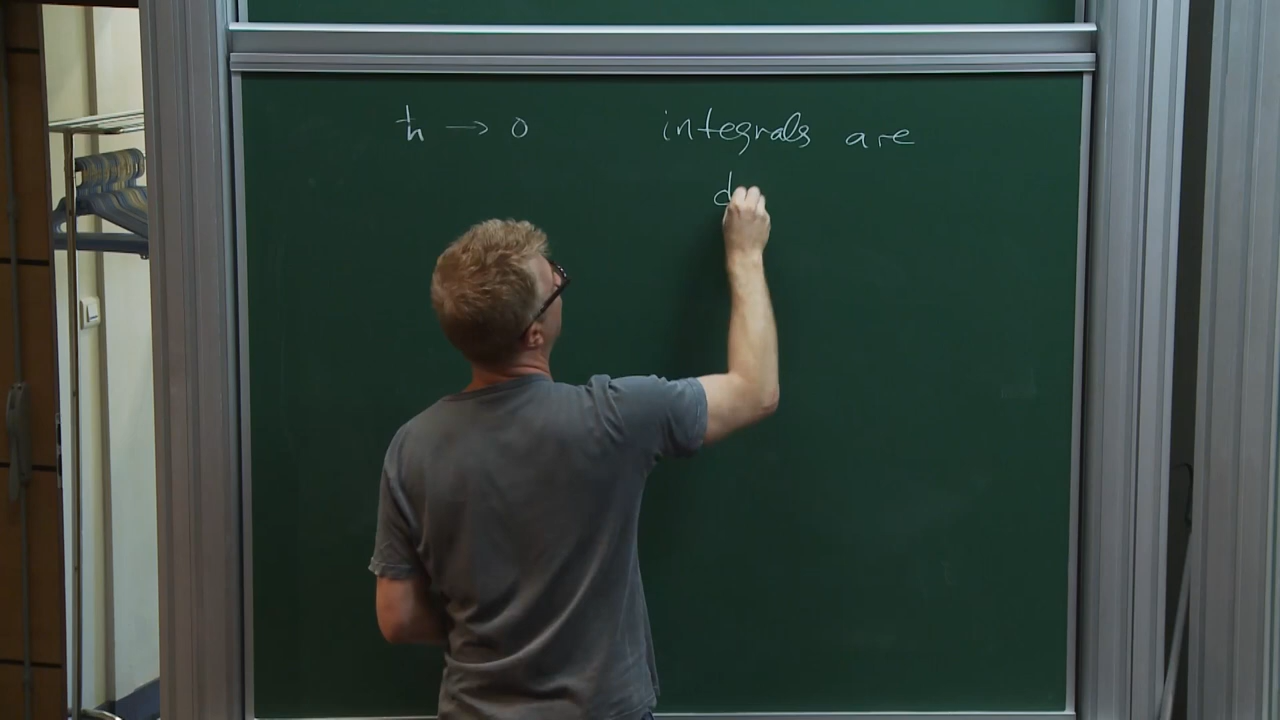 ħ → 0 integrals are
d